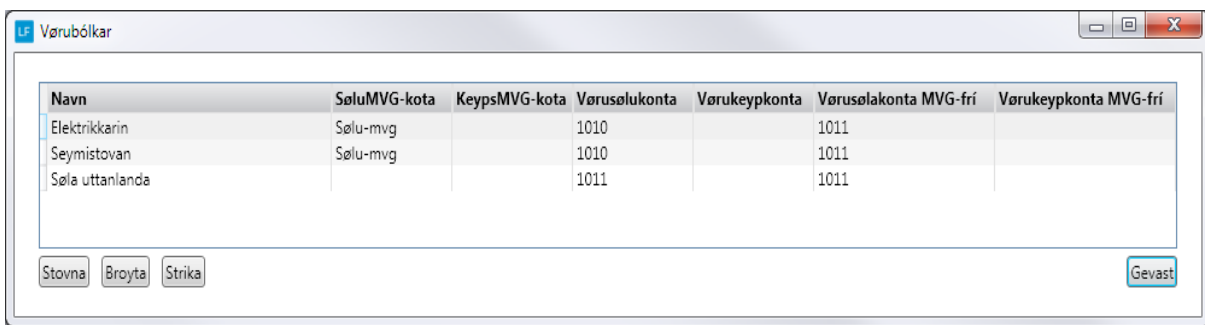 LF Vørubólkar
Navn SøluMVG-kota KeypsMVG-kota Vørusølukonta Vørukeypkonta Vørusølakonta MVG-frí Vørukeypkonta MVG-frí
Elektrikkarin Sølu-mvg 1010 1011
Seymistovan Sølu-mvg 1010 1011
Søla uttanlanda 1011 1011
Stovna Broyta Strika Gevast